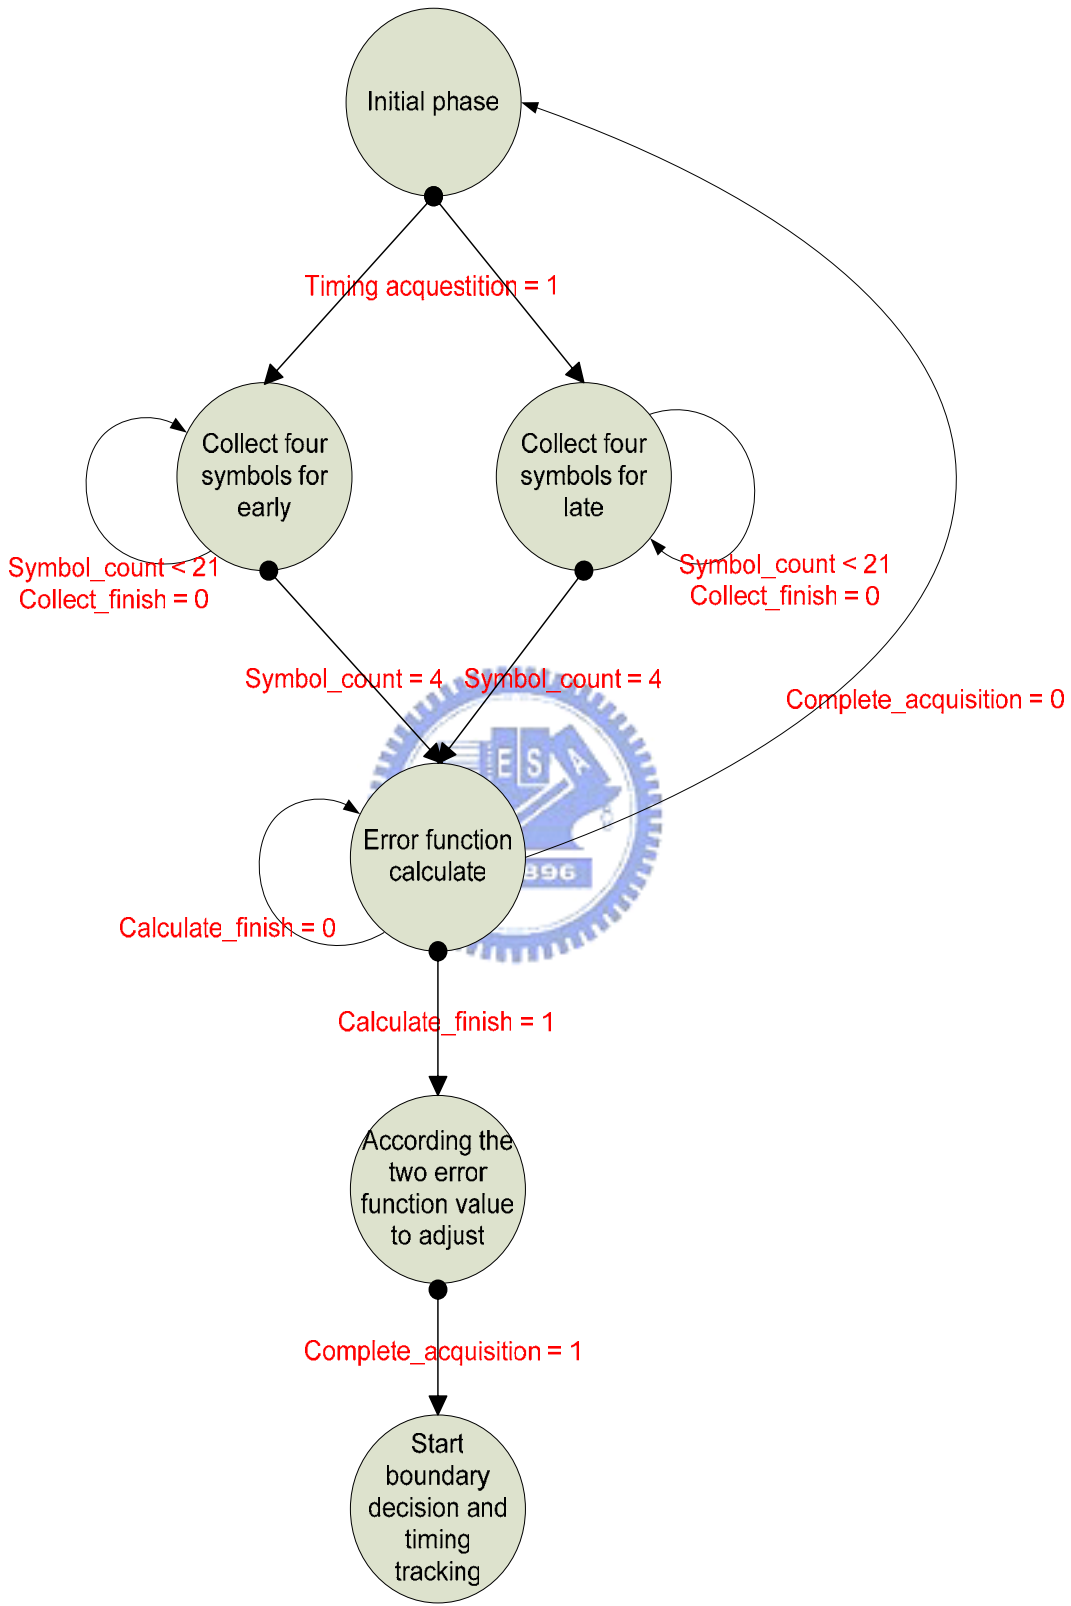 Initial phase
Timing acquestition = 1
Collect four
symbols for
early
Collect four
symbols for
late
Symbol_count < 21
Collect_finish = 0
Symbol_count < 21
Collect_finish = 0
Symbol_count = 4
Symbol_count = 4
Complete_acquisition = 0
E S A
Error function
calculate
896
Calculate_finish = 0
Calculate_finish = 1
According the
two error
function value
to adjust
Complete_acquisition = 1
Start
boundary
decision and
timing
tracking